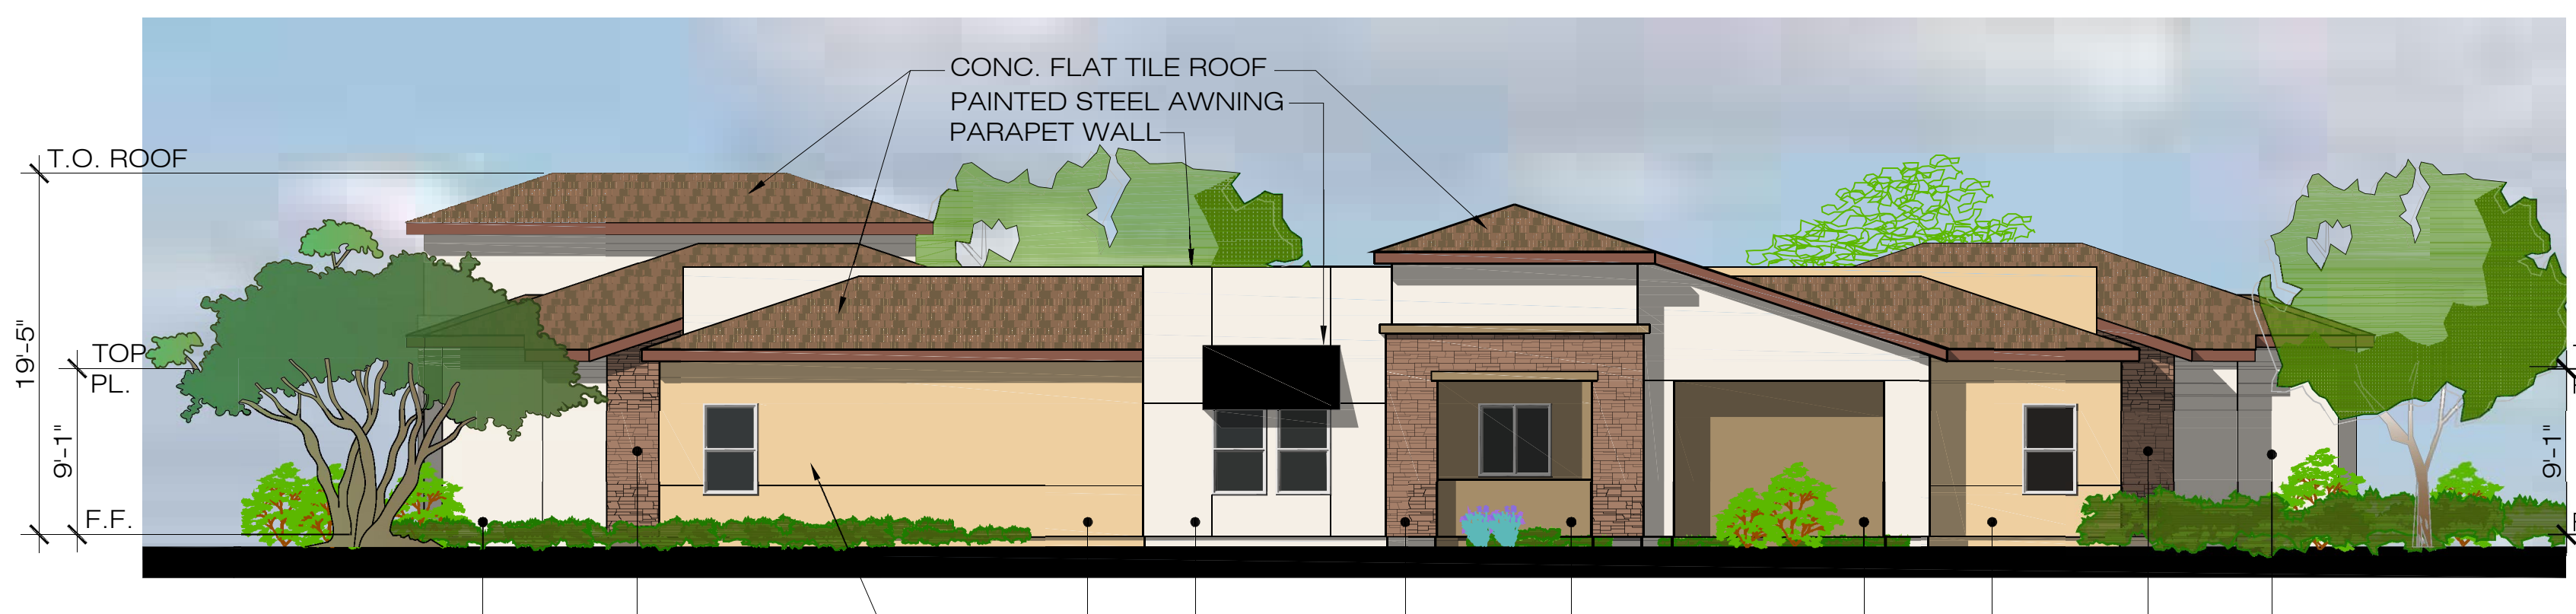 CONC. FLAT TILE ROOF
PAINTED STEEL AWNING
PARAPET WALL
T.O. ROOF
19'-5"
TOP
PL.
9'-1"
F.F.
9'-1"